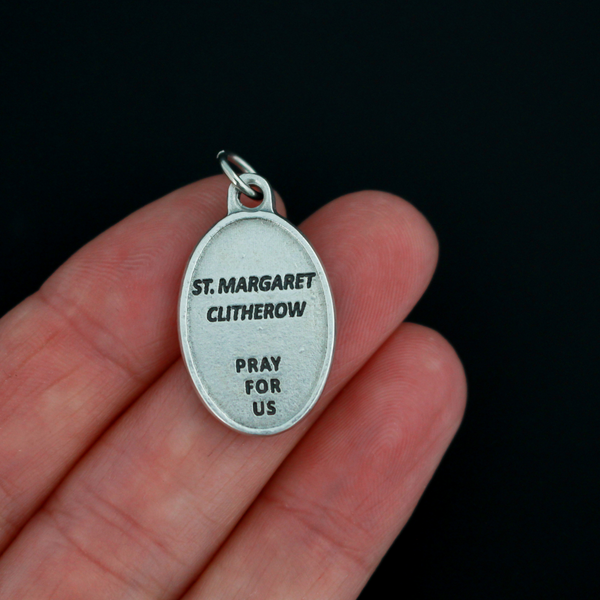 ST. MARGARET
CLITHEROW
PRAY
FOR
US